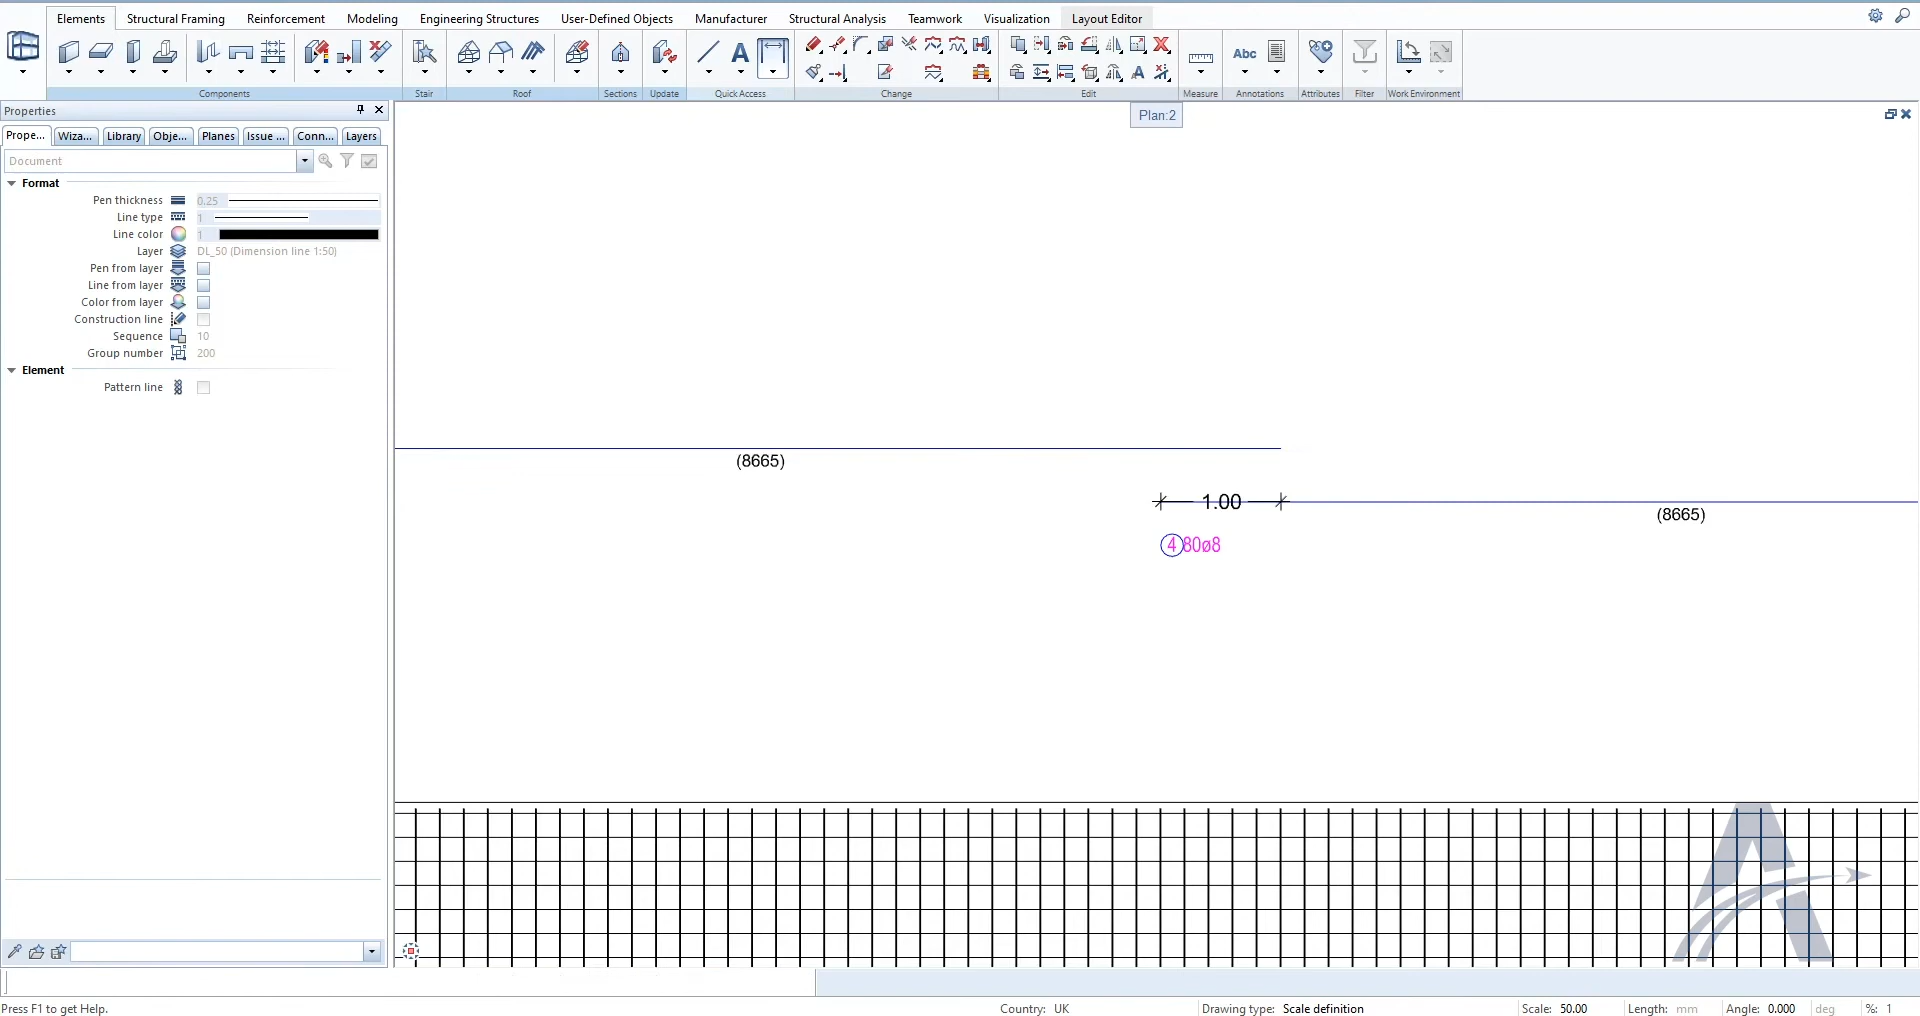 Elements Structural Framing Reinforcement Modeling Engineering Structures User-Defined Objects Manufacturer Structural Analysis Teamwork Visualization Layout Editor
Abc
Components Stair Roof Sections Update Quick Access Change Edit Measure Annotations Attributes Filter Work Environment
Properties
Prope... Wiza... Library Obje... Planes Issue ... Conn... Layers
Document
Format
Pen thickness 0.25
Line type 1
Line color 1
Layer DL_50 (Dimension line 1:50)
Pen from layer
Line from layer
Color from layer
Construction line
Sequence 10
Group number 200
Element
Pattern line
Plan:2
(8665)
1.00
(8665)
4 80ø8
Press F1 to get Help.
Country: UK
Drawing type: Scale definition
Scale: 50.00
Length: mm
Angle: 0.000 deg
%: 1